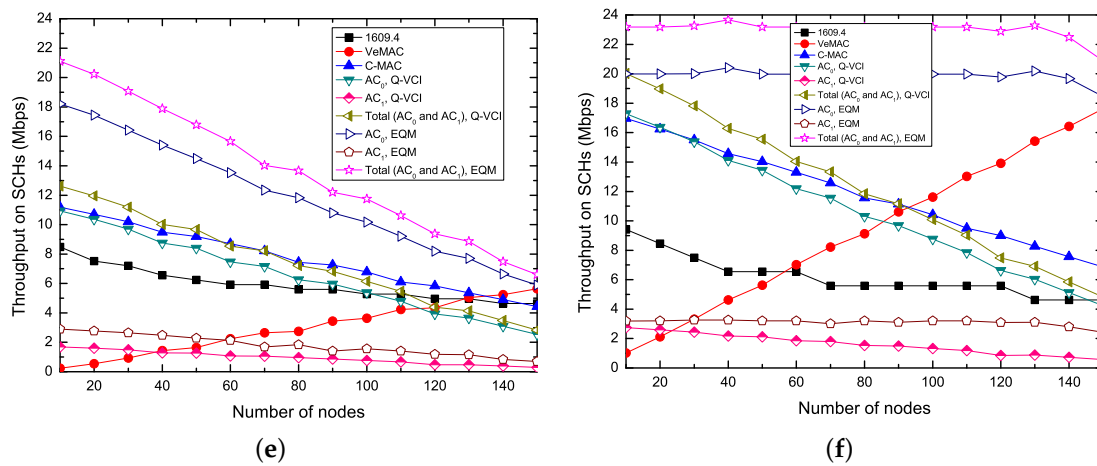 Throughput on SCHs (Mbps)
24
22
20
18
16
14
12
10
8
6
4
2
0
1609.4
VeMAC
C-MAC
AC₀, Q-VCI
AC₁, Q-VCI
Total (AC₀ and AC₁), Q-VCI
AC₀, EQM
AC₁, EQM
Total (AC₀ and AC₁), EQM
20 40 60 80 100 120 140
Number of nodes
(e)
Throughput on SCHs (Mbps)
24
22
20
18
16
14
12
10
8
6
4
2
0
1609.4
VeMAC
C-MAC
AC₀, Q-VCI
AC₁, Q-VCI
Total (AC₀ and AC₁), Q-VCI
AC₀, EQM
AC₁, EQM
Total (AC₀ and AC₁), EQM
20 40 60 80 100 120 140
Number of nodes
(f)